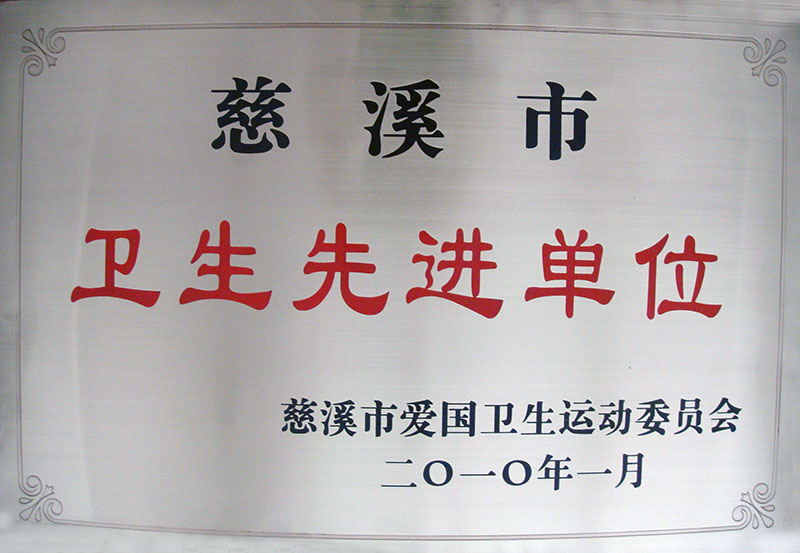 慈溪市
卫生先进单位
慈溪市爱国卫生运动委员会
二〇一〇年一月